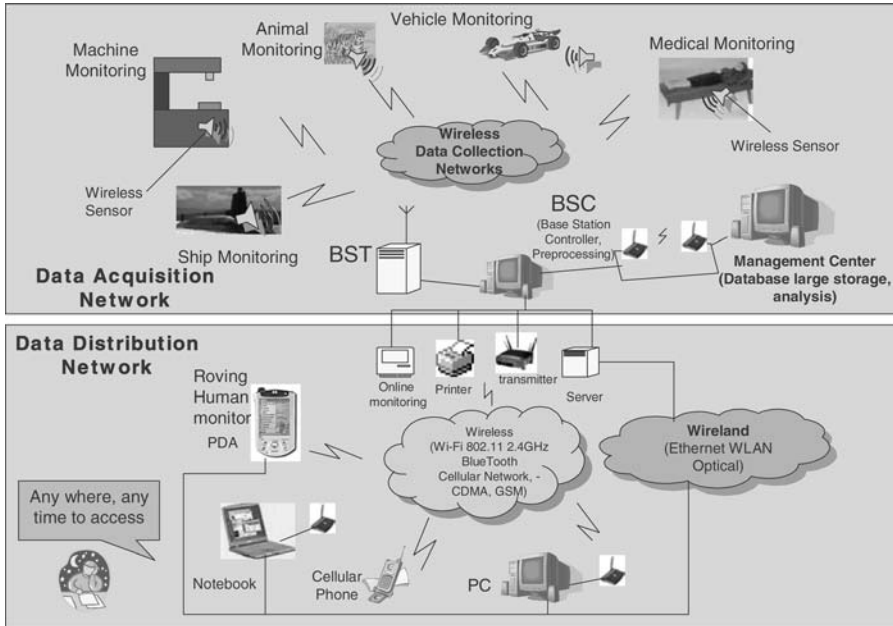 Machine
Monitoring
Animal
Monitoring
Vehicle Monitoring
Medical Monitoring
Wireless
Data Collection
Networks
Wireless Sensor
Wireless
Sensor
Ship Monitoring
BST
BSC
(Base Station
Controller,
Preprocessing)
Management Center
(Database large storage,
analysis)
Data Acquisition
Network
Data Distribution
Network
Online
monitoring
Printer
transmitter
Server
Roving
Human
monitor
PDA
Wireless
(Wi-Fi 802.11 2.4GHz
BlueTooth
Cellular Network, -
CDMA, GSM)
Wireland
(Ethernet WLAN
Optical)
Any where, any
time to access
Notebook
Cellular
Phone
PC